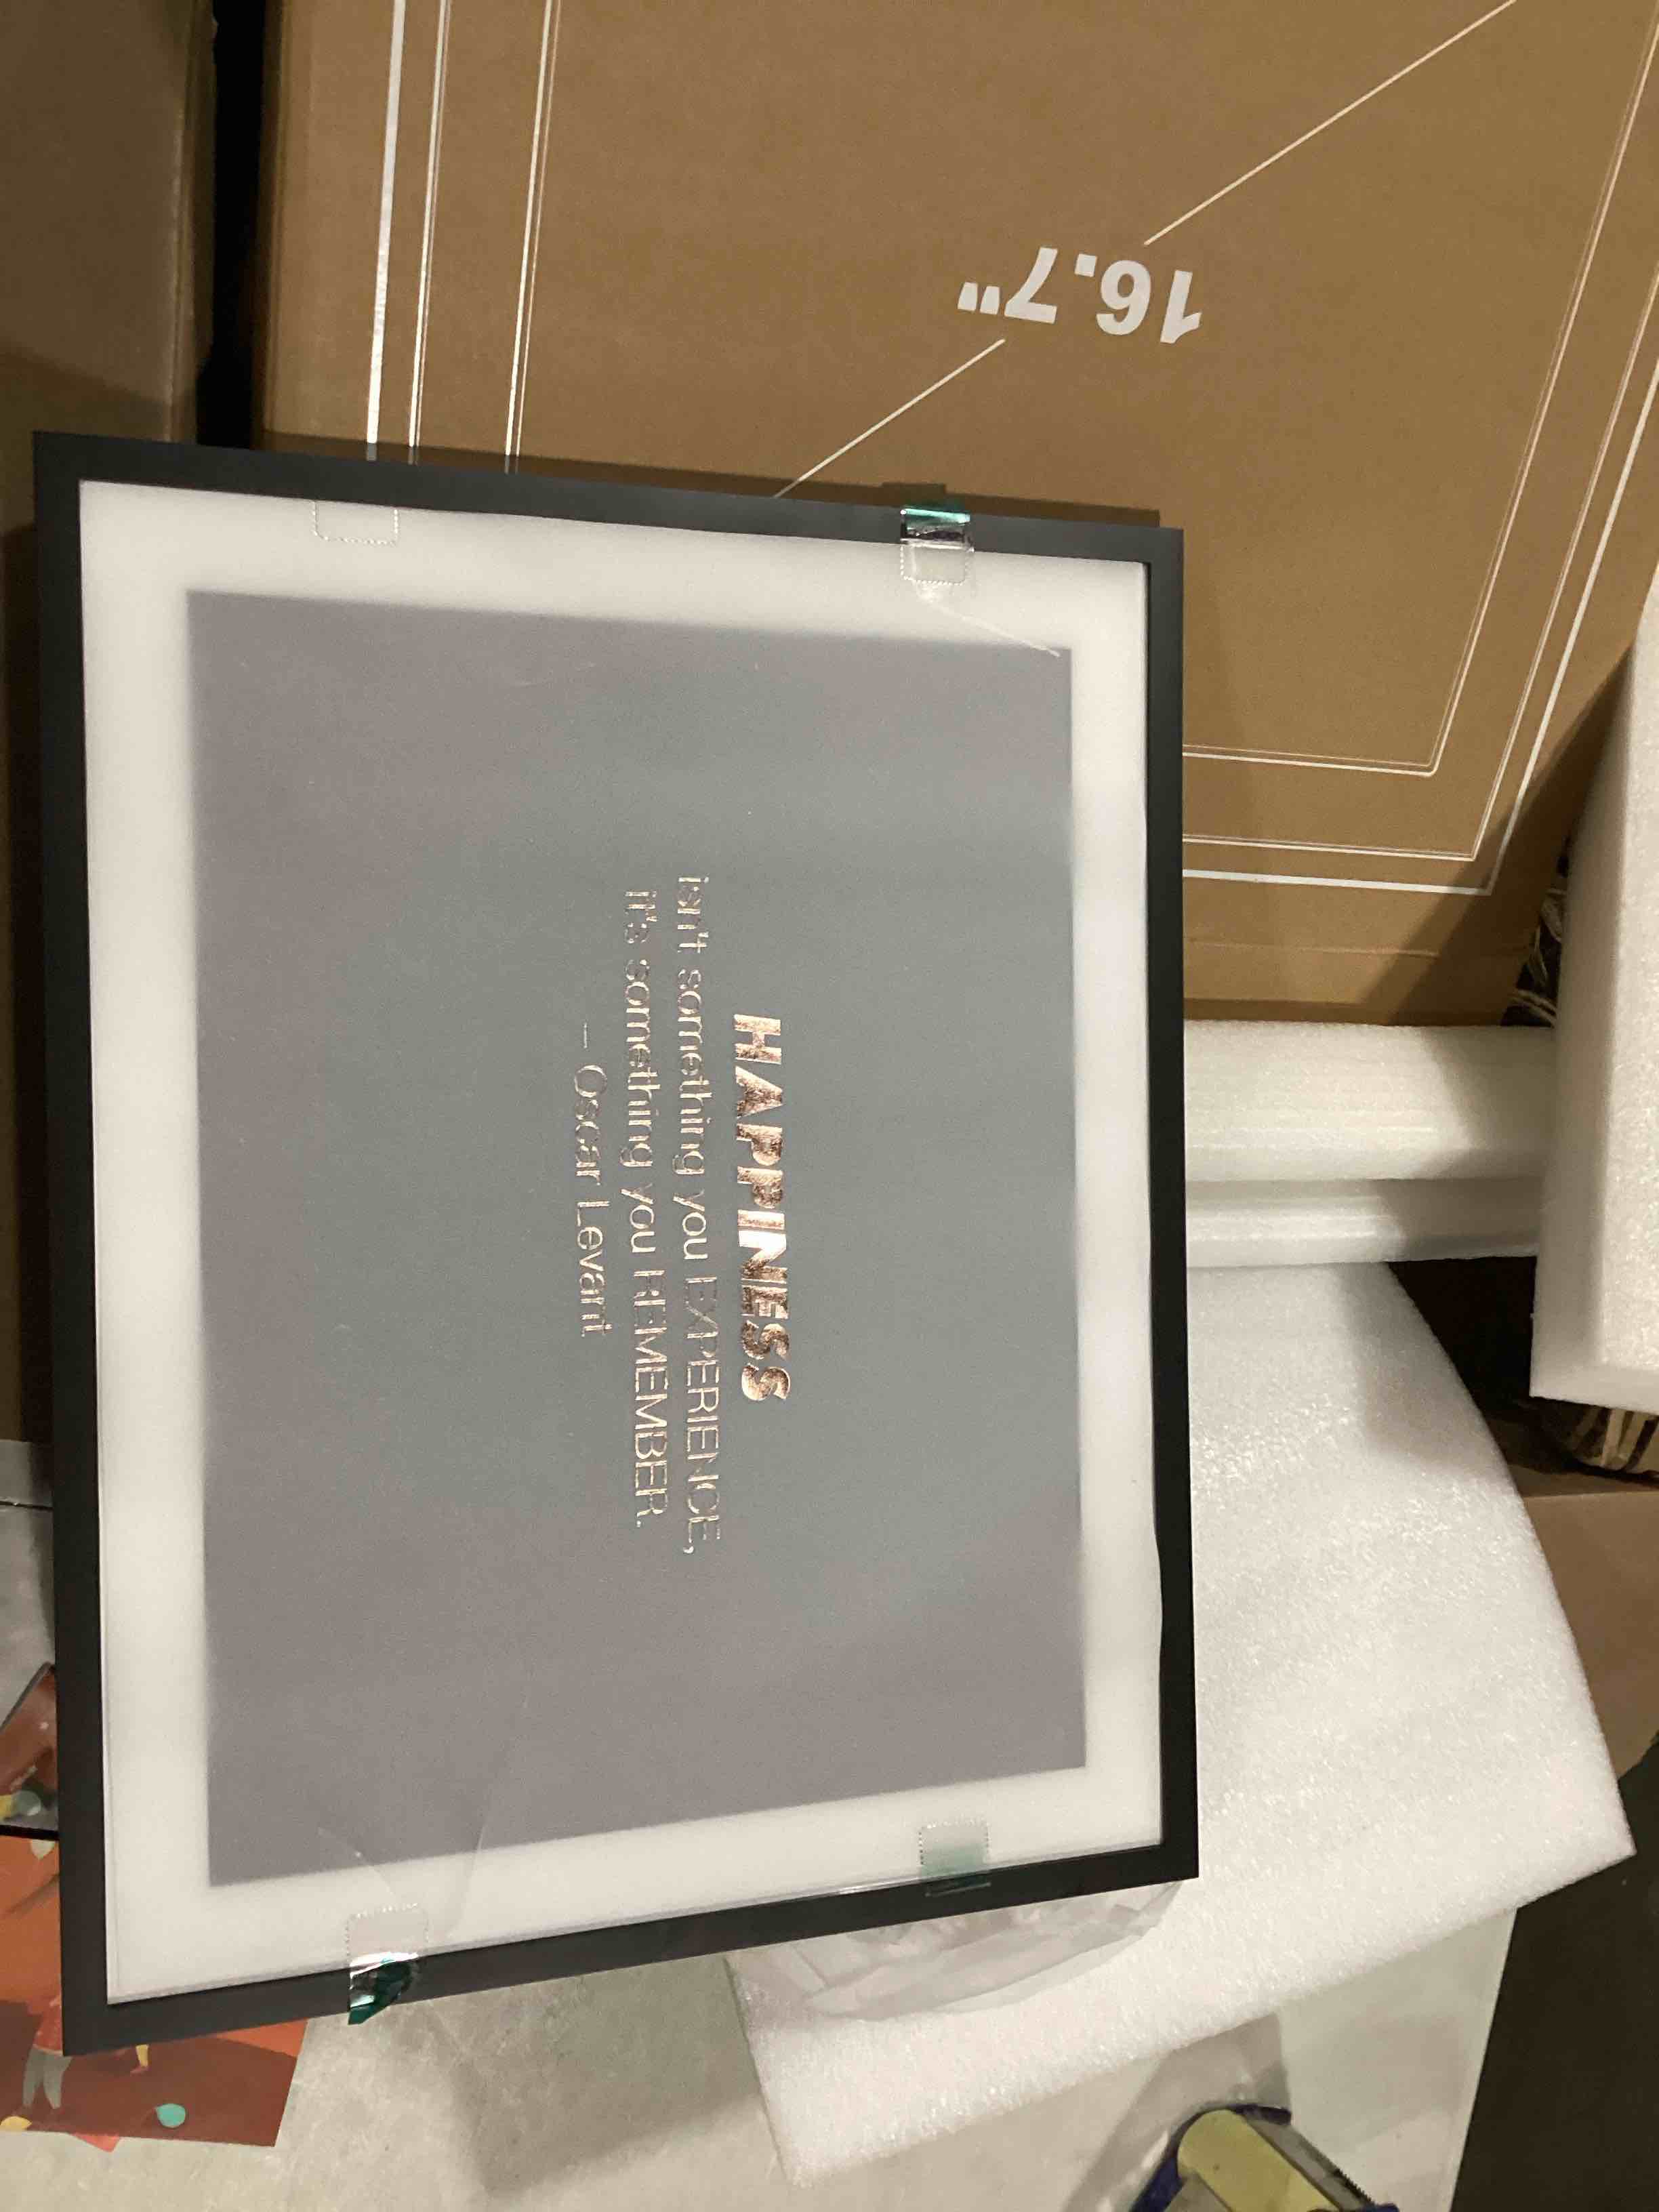 16.7"
HAPPINESS
isn't something you EXPERIENCE,
it's something you REMEMBER.
— Oscar Levant